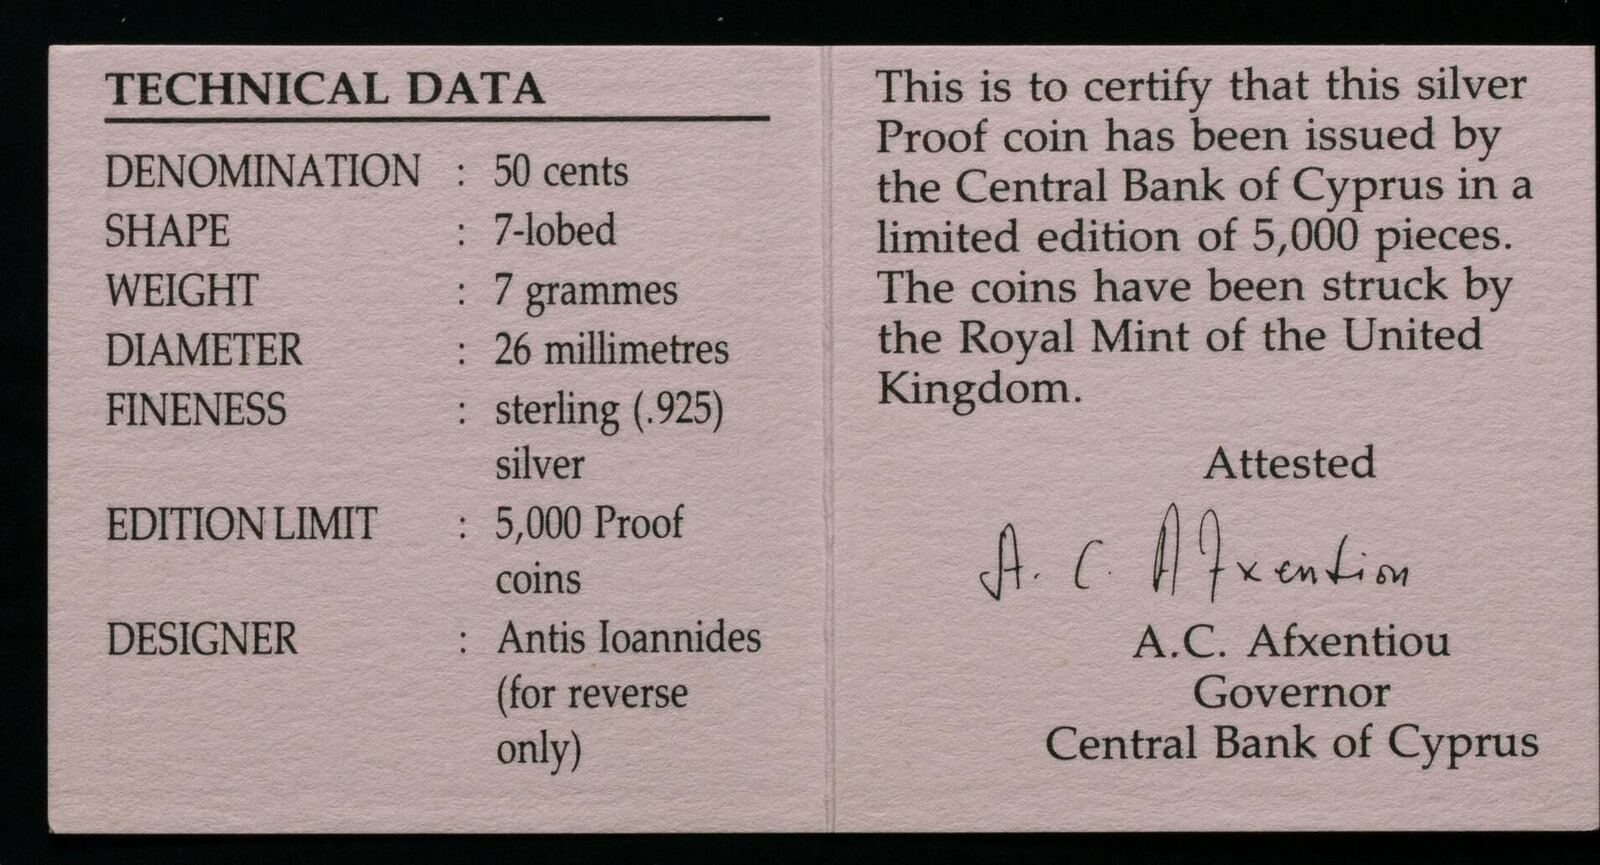 TECHNICAL DATA
DENOMINATION : 50 cents
SHAPE : 7-lobed
WEIGHT : 7 grammes
DIAMETER : 26 millimetres
FINENESS : sterling (.925)
silver
EDITION LIMIT : 5,000 Proof
coins
DESIGNER : Antis Ioannides
(for reverse
only)
This is to certify that this silver
Proof coin has been issued by
the Central Bank of Cyprus in a
limited edition of 5,000 pieces.
The coins have been struck by
the Royal Mint of the United
Kingdom.
Attested
A. C. Afxentiou
A.C. Afxentiou
Governor
Central Bank of Cyprus